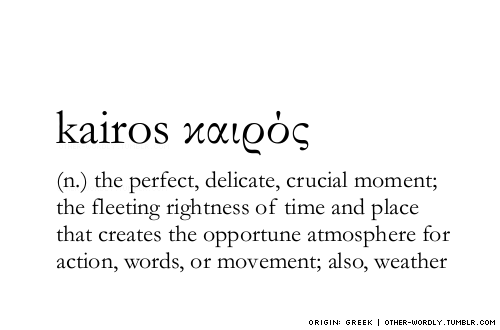 kairos καιρός
(n.) the perfect, delicate, crucial moment;
the fleeting rightness of time and place
that creates the opportune atmosphere for
action, words, or movement; also, weather
ORIGIN: GREEK | OTHER-WORDLY.TUMBLR.COM